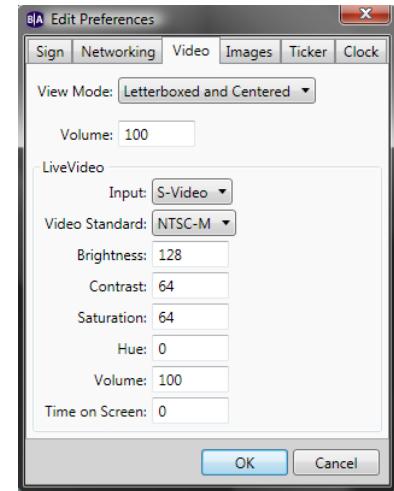 B|A Edit Preferences
Sign Networking Video Images Ticker Clock
View Mode: Letterboxed and Centered
Volume: 100
LiveVideo
Input: S-Video
Video Standard: NTSC-M
Brightness: 128
Contrast: 64
Saturation: 64
Hue: 0
Volume: 100
Time on Screen: 0
OK Cancel